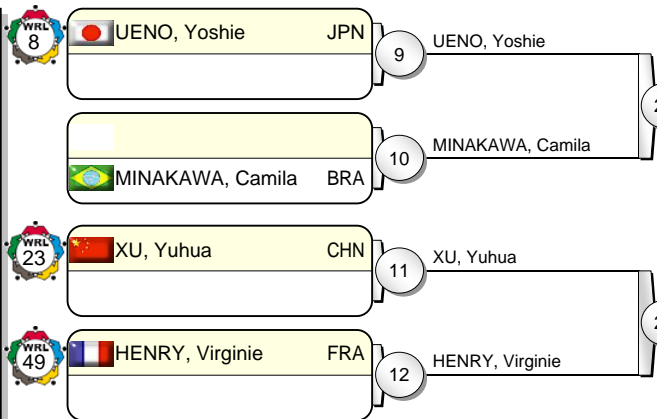 WRL
8
UENO, Yoshie JPN
9
UENO, Yoshie
10
MINAKAWA, Camila
MINAKAWA, Camila BRA
WRL
23
XU, Yuhua CHN
11
XU, Yuhua
WRL
49
HENRY, Virginie FRA
12
HENRY, Virginie